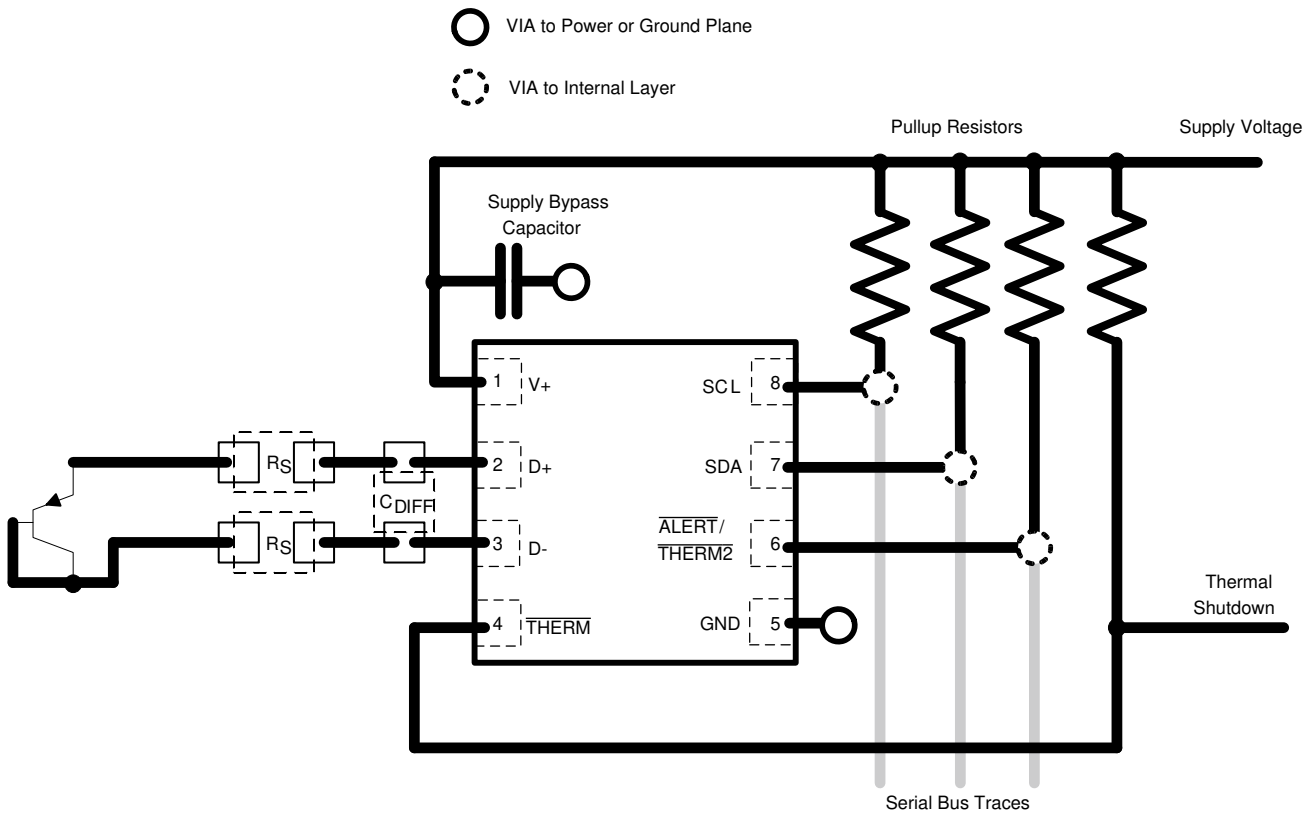 VIA to Power or Ground Plane
VIA to Internal Layer
Pullup Resistors
Supply Voltage
Supply Bypass
Capacitor
1
V+
SCL
8
RS
2
D+
SDA
7
CDIFF
RS
3
D-
ALERT/
THERM2
6
4
THERM
GND
5
Thermal
Shutdown
Serial Bus Traces